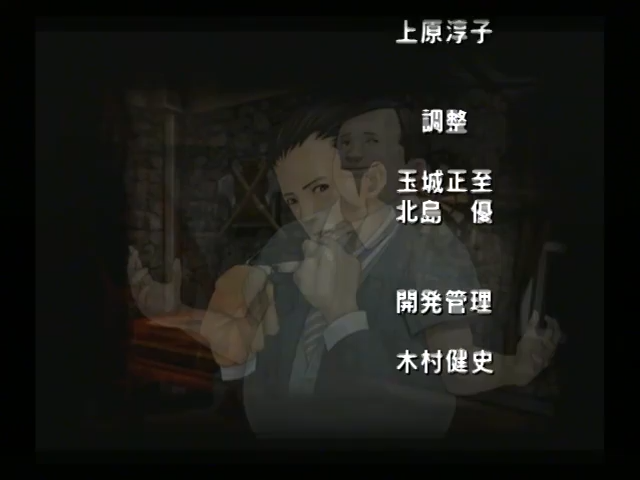 上原淳子
調整
玉城正至
北島　優
開発管理
木村健史